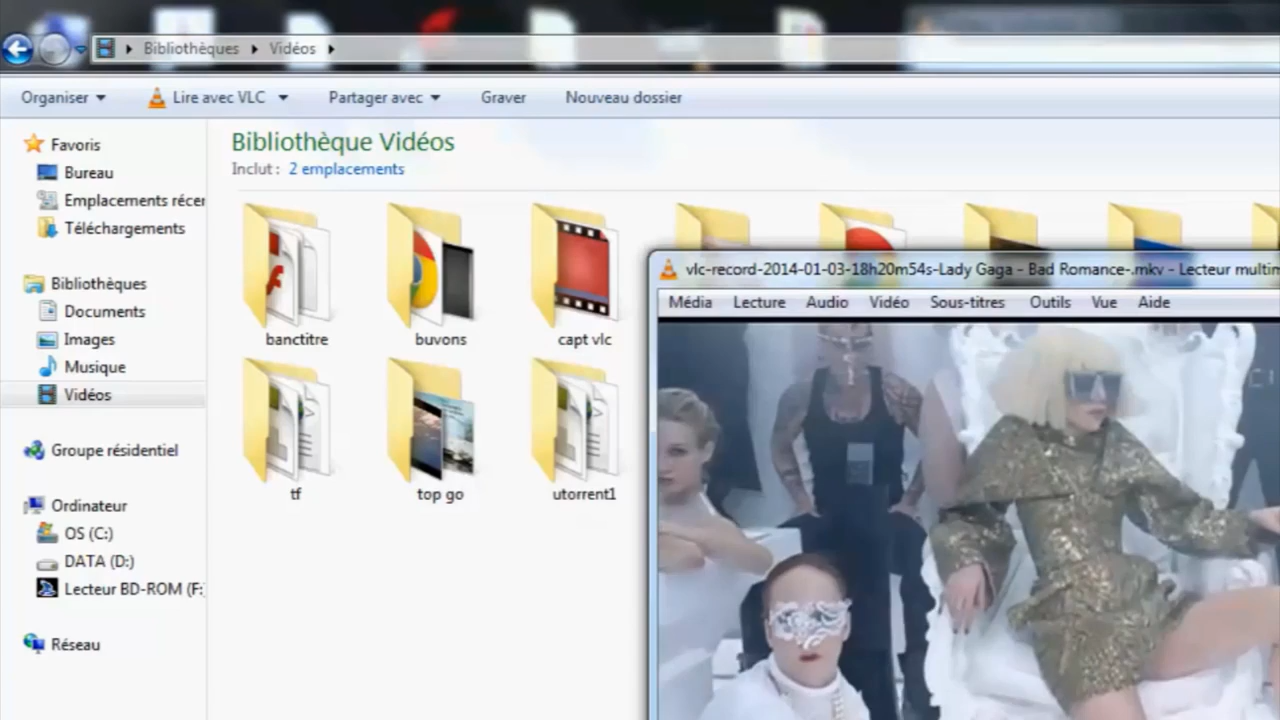 Bibliothèques Vidéos
Organiser Lire avec VLC Partager avec Graver Nouveau dossier
Favoris
Bureau
Emplacements récer
Téléchargements
Bibliothèques
Documents
Images
Musique
Vidéos
Groupe résidentiel
Ordinateur
OS (C:)
DATA (D:)
Lecteur BD-ROM (F:
Réseau
Bibliothèque Vidéos
Inclut : 2 emplacements
banctitre buvons capt vlc
tf top go utorrent1
vlc-record-2014-01-03-18h20m54s-Lady Gaga - Bad Romance-.mkv - Lecteur multim
Média Lecture Audio Vidéo Sous-titres Outils Vue Aide